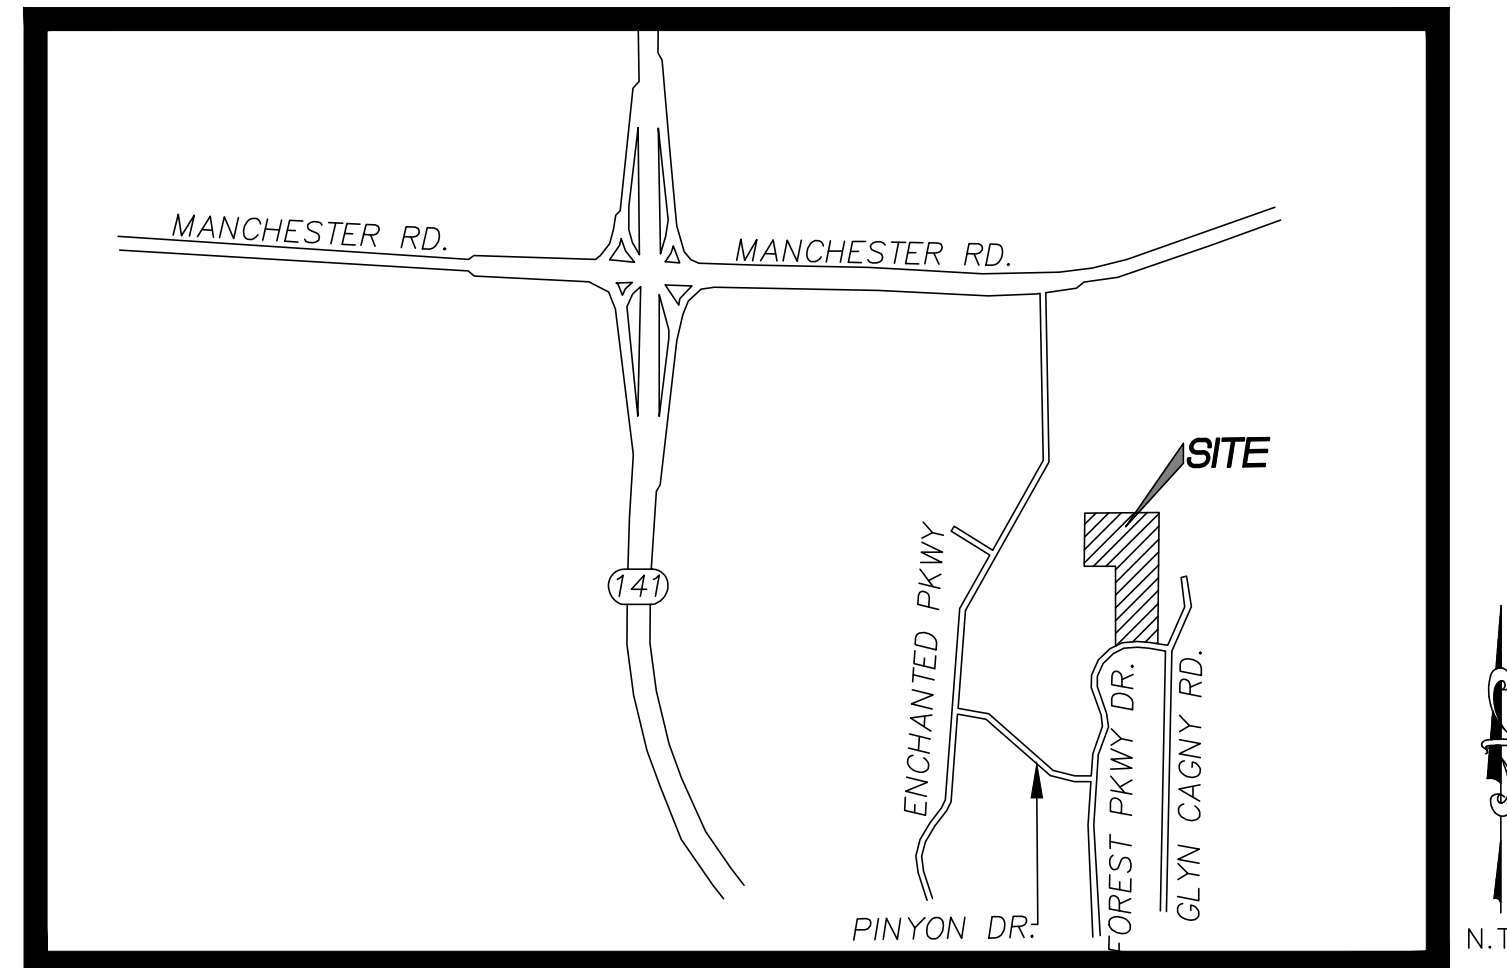 MANCHESTER RD.
MANCHESTER RD.
SITE
141
ENCHANTED PKWY
FOREST PKWY DR.
GLYN CAGNY RD.
PINYON DR.